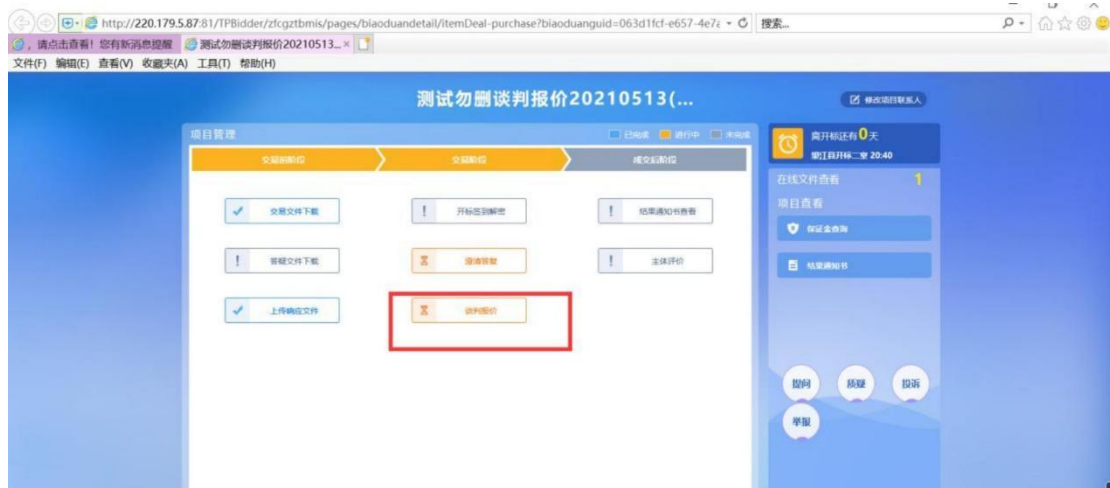 http://220.179.5.87:81/TPBidder/zfcgztbmis/pages/biaoduandetail/itemDeal-purchase?biaoduanguid=063d1fcf-e657-4e7a
搜索...
，请点击查看！您有新消息提醒
测试勿删谈判报价20210513... ×
文件(F) 编辑(E) 查看(V) 收藏夹(A) 工具(T) 帮助(H)
测试勿删谈判报价20210513(...
修改项目联系人
项目管理
已完成 进行中 未完成
交易前阶段
交易阶段
成交后阶段
交易文件下载
开标签到解密
结果通知书查看
答疑文件下载
澄清答复
主体评价
上传响应文件
谈判报价
离开标还有0天
开标二室 20:40
在线文件查看 1
项目查看
保证金查询
结果通知书
提问
质疑
投诉
举报